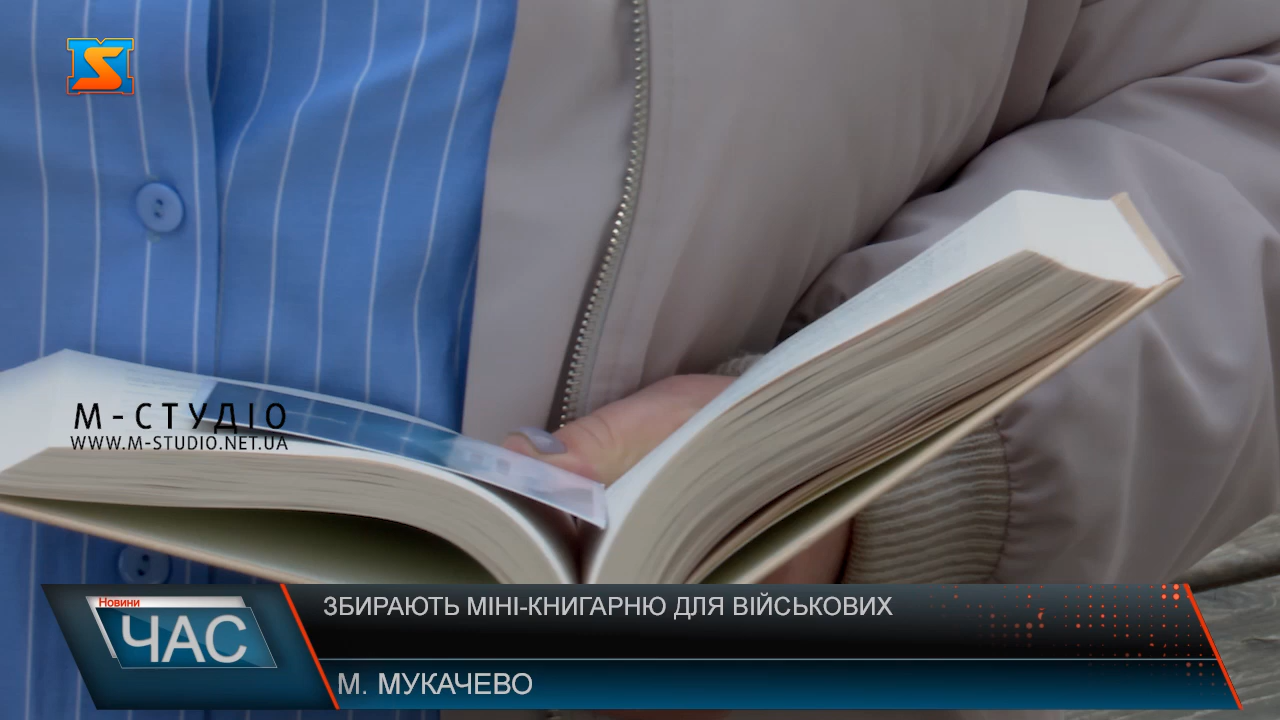 М-СТУДІО
WWW.M-STUDIO.NET.UA
Новини
ЧАС
ЗБИРАЮТЬ МІНІ-КНИГАРНЮ ДЛЯ ВІЙСЬКОВИХ
М. МУКАЧЕВО